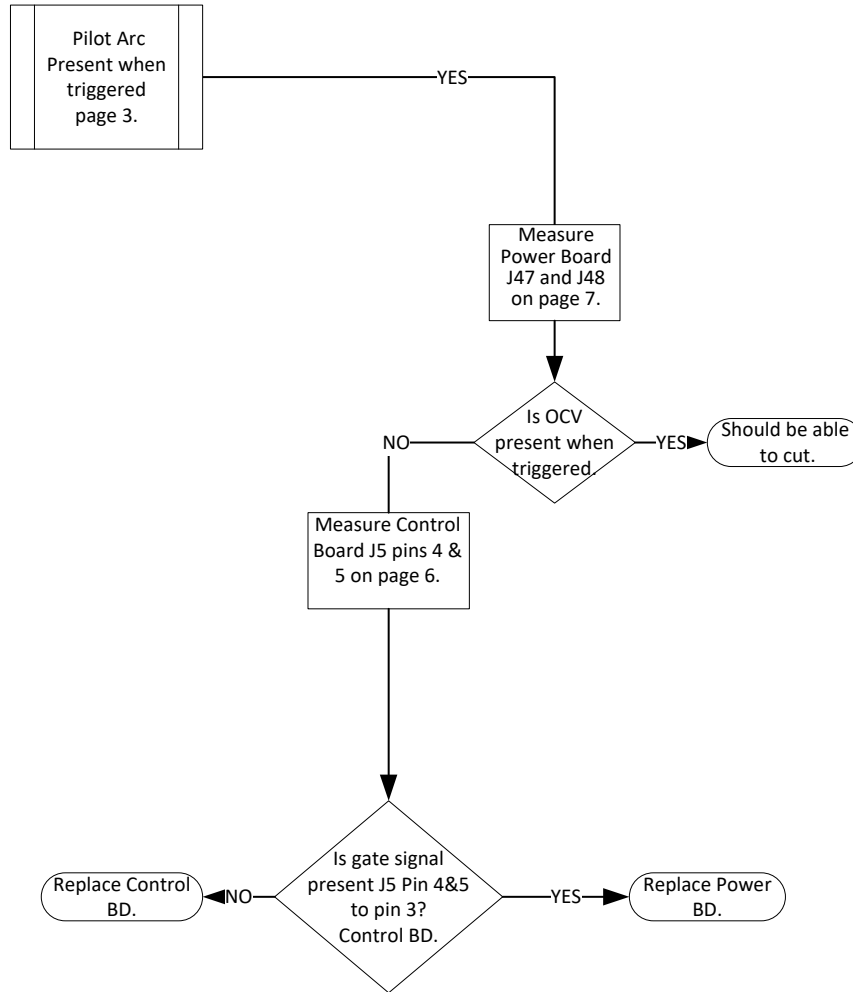 Pilot Arc
Present when
triggered
page 3.
YES
Measure
Power Board
J47 and J48
on page 7.
Is OCV
present when
triggered.
NO
YES
Should be able
to cut.
Measure Control
Board J5 pins 4 &
5 on page 6.
Is gate signal
present J5 Pin 4&5
to pin 3?
Control BD.
NO
Replace Control
BD.
YES
Replace Power
BD.